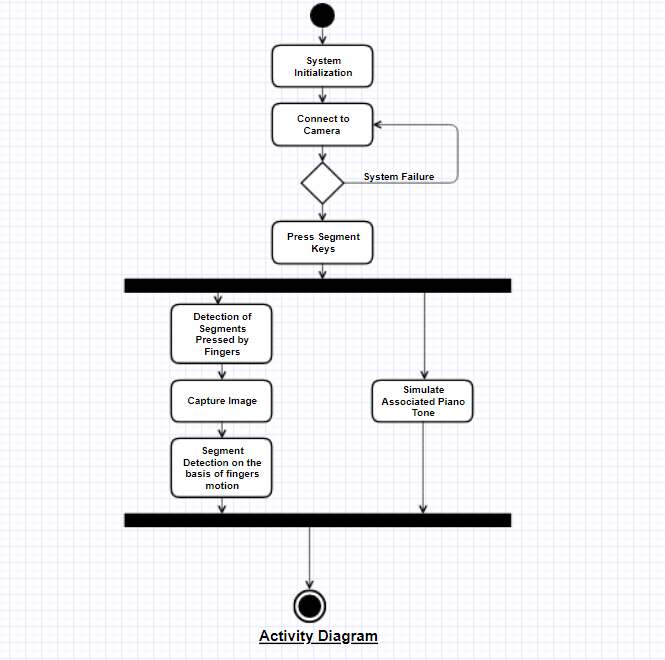 System
Initialization
Connect to
Camera
System Failure
Press Segment
Keys
Detection of
Segments
Pressed by
Fingers
Capture Image
Segment
Detection on the
basis of fingers
motion
Simulate
Associated Piano
Tone
Activity Diagram